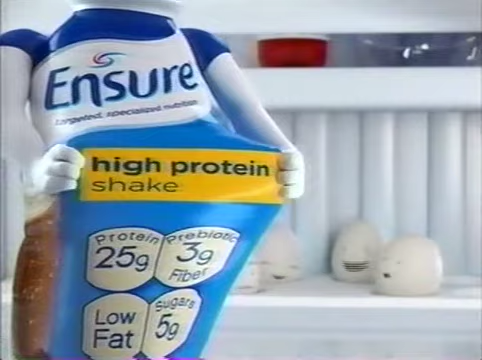 Ensure
targeted, specialized nutrition
high protein
shake
Protein
25g
Prebiotic
3g
Fiber
Low
Fat
Sugars
5g